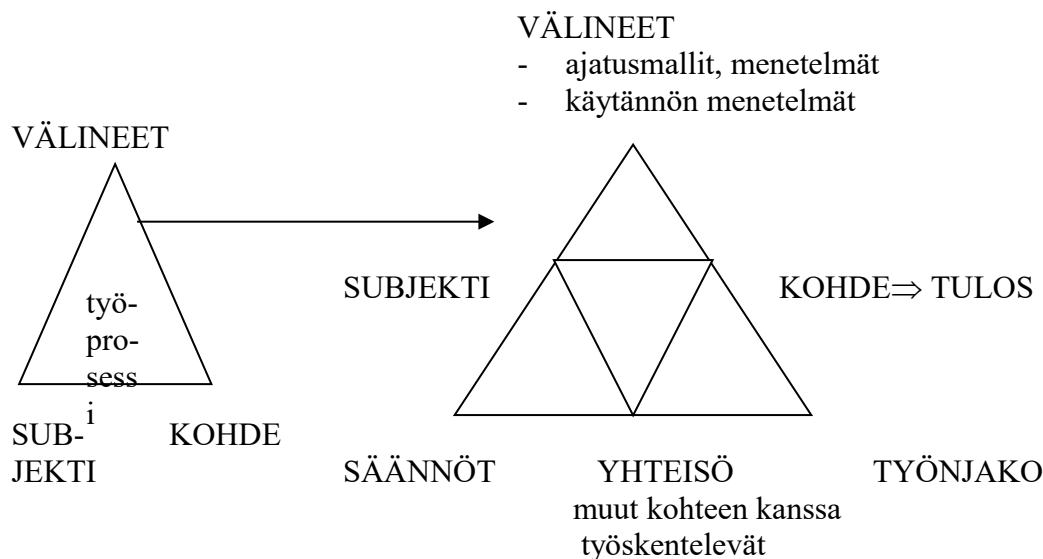 VÄLINEET
- ajatusmallit, menetelmät
- käytännön menetelmät
VÄLINEET
SUBJEKTI
KOHDE⇒ TULOS
työ-
pro-
sess
i
SUB-
JEKTI
KOHDE
SÄÄNNÖT
YHTEISÖ
muut kohteen kanssa
työskentelevät
TYÖNJAKO